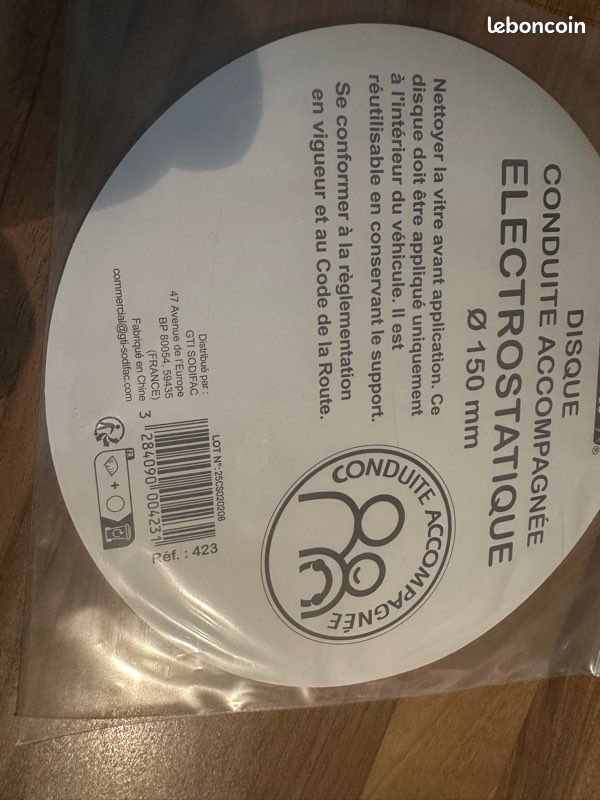 leboncoin
®
DISQUE
CONDUITE ACCOMPAGNÉE
ELECTROSTATIQUE
Ø 150 mm
Nettoyer la vitre avant application. Ce
disque doit être appliqué uniquement
à l'intérieur du véhicule. Il est
réutilisable en conservant le support.
Se conformer à la règlementation
en vigueur et au Code de la Route.
CONDUITE ACCOMPAGNÉE
Distribué par :
GTI SODIFAC
47 Avenue de l'Europe
BP 80054, 59435
(FRANCE)
Fabriqué en Chine
commercial@gti-sodifac.com
LOT N°: 25CS020208
3 284090 004231
Réf. : 423
FR
+